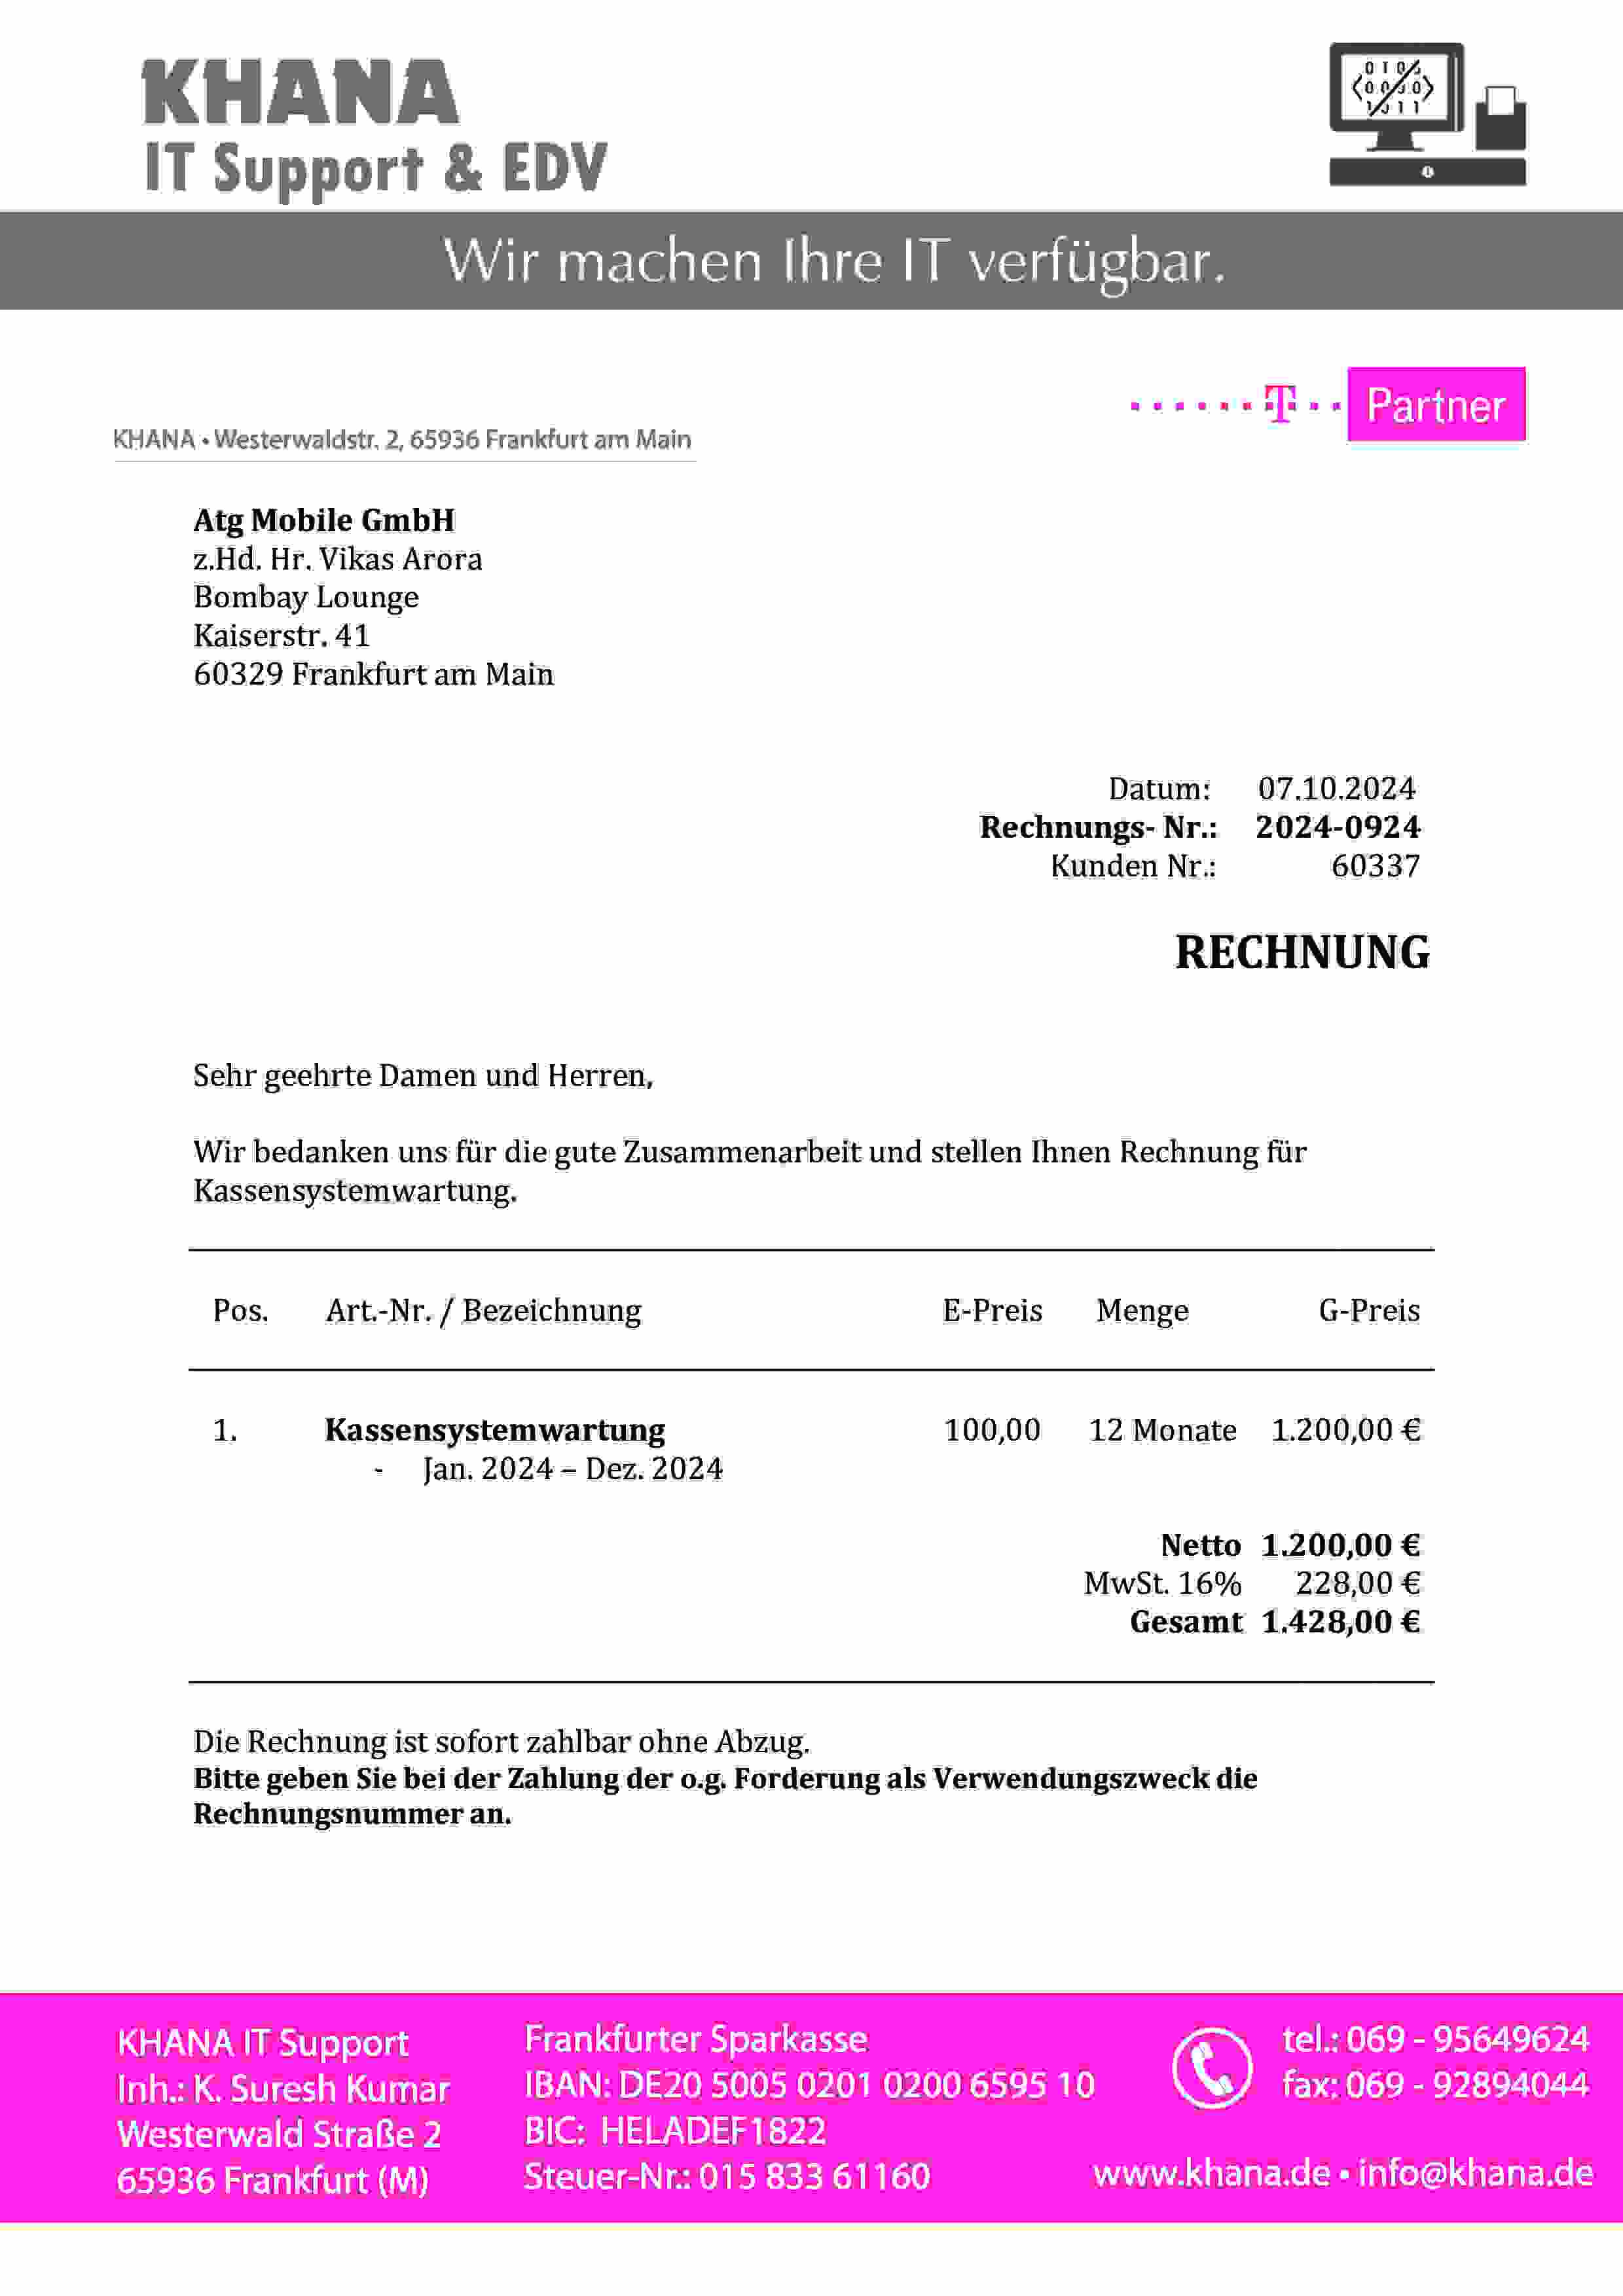 KHANA
IT Support & EDV
Wir machen Ihre IT verfügbar.
T Partner
KHANA • Westerwaldstr. 2, 65936 Frankfurt am Main
Atg Mobile GmbH
z.Hd. Hr. Vikas Arora
Bombay Lounge
Kaiserstr. 41
60329 Frankfurt am Main
Datum: 07.10.2024
Rechnungs- Nr.: 2024-0924
Kunden Nr.: 60337
RECHNUNG
Sehr geehrte Damen und Herren,
Wir bedanken uns für die gute Zusammenarbeit und stellen Ihnen Rechnung für
Kassensystemwartung.
Pos. Art.-Nr. / Bezeichnung E-Preis Menge G-Preis
1. Kassensystemwartung 100,00 12 Monate 1.200,00 €
- Jan. 2024 – Dez. 2024
Netto 1.200,00 €
MwSt. 16% 228,00 €
Gesamt 1.428,00 €
Die Rechnung ist sofort zahlbar ohne Abzug.
Bitte geben Sie bei der Zahlung der o.g. Forderung als Verwendungszweck die
Rechnungsnummer an.
KHANA IT Support
Inh.: K. Suresh Kumar
Westerwald Straße 2
65936 Frankfurt (M)
Frankfurter Sparkasse
IBAN: DE20 5005 0201 0200 6595 10
BIC: HELADEF1822
Steuer-Nr.: 015 833 61160
tel.: 069 - 95649624
fax: 069 - 92894044
www.khana.de • info@khana.de